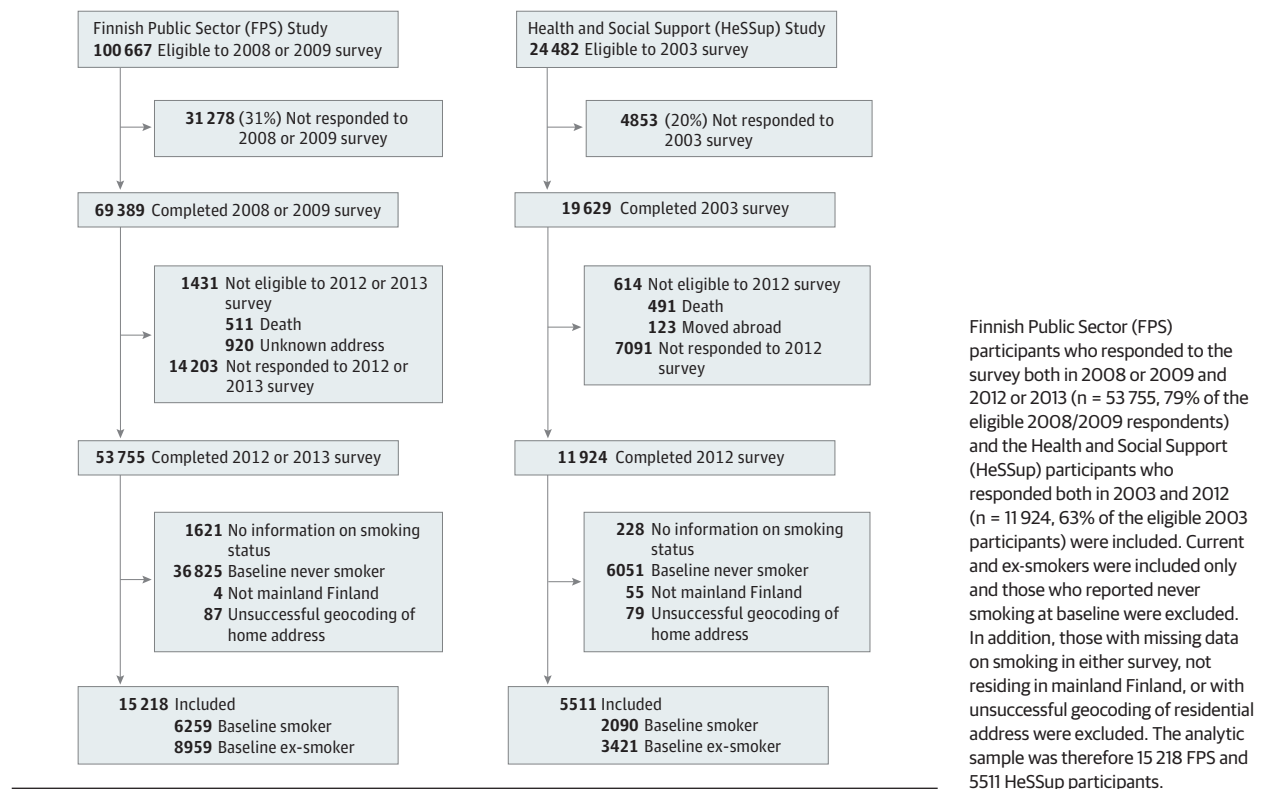 Finnish Public Sector (FPS) Study
100 667 Eligible to 2008 or 2009 survey
31 278 (31%) Not responded to
2008 or 2009 survey
69 389 Completed 2008 or 2009 survey
1431 Not eligible to 2012 or 2013
survey
511 Death
920 Unknown address
14 203 Not responded to 2012 or
2013 survey
53 755 Completed 2012 or 2013 survey
1621 No information on smoking
status
36 825 Baseline never smoker
4 Not mainland Finland
87 Unsuccessful geocoding of
home address
15 218 Included
6259 Baseline smoker
8959 Baseline ex-smoker
Health and Social Support (HeSSup) Study
24 482 Eligible to 2003 survey
4853 (20%) Not responded to
2003 survey
19 629 Completed 2003 survey
614 Not eligible to 2012 survey
491 Death
123 Moved abroad
7091 Not responded to 2012
survey
11 924 Completed 2012 survey
228 No information on smoking
status
6051 Baseline never smoker
55 Not mainland Finland
79 Unsuccessful geocoding of
home address
5511 Included
2090 Baseline smoker
3421 Baseline ex-smoker
Finnish Public Sector (FPS)
participants who responded to the
survey both in 2008 or 2009 and
2012 or 2013 (n = 53 755, 79% of the
eligible 2008/2009 respondents)
and the Health and Social Support
(HeSSup) participants who
responded both in 2003 and 2012
(n = 11 924, 63% of the eligible 2003
participants) were included. Current
and ex-smokers were included only
and those who reported never
smoking at baseline were excluded.
In addition, those with missing data
on smoking in either survey, not
residing in mainland Finland, or with
unsuccessful geocoding of residential
address were excluded. The analytic
sample was therefore 15 218 FPS and
5511 HeSSup participants.